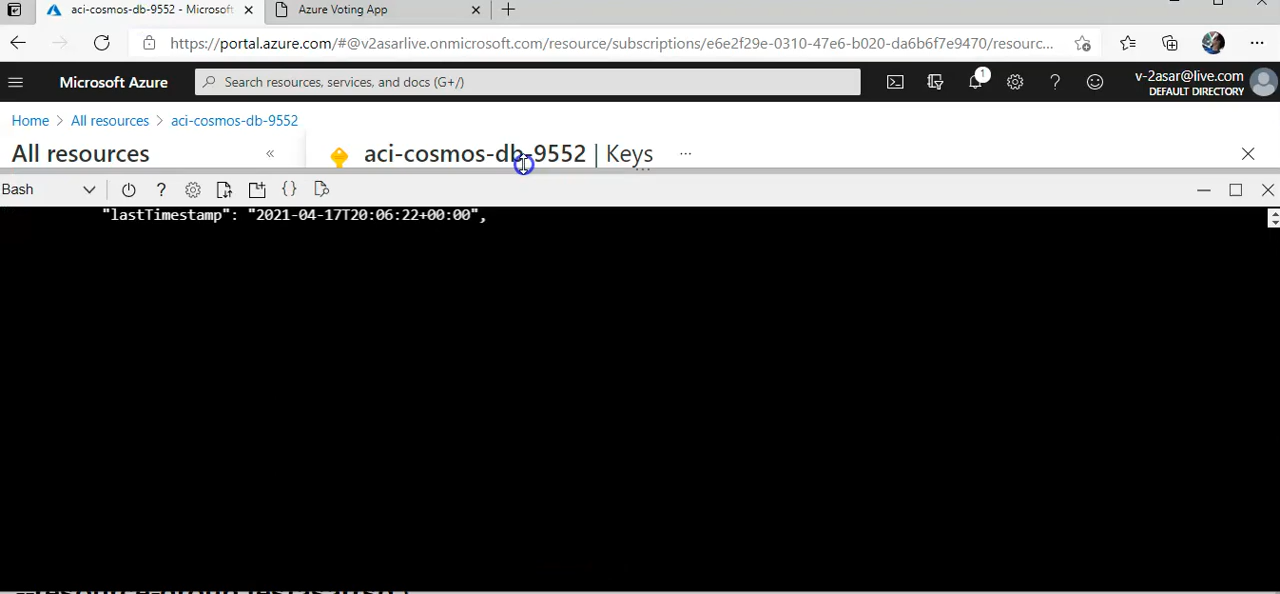 aci-cosmos-db-9552 - Microsoft
Azure Voting App
https://portal.azure.com/#@v2asarlive.onmicrosoft.com/resource/subscriptions/e6e2f29e-0310-47e6-b020-da6b6f7e9470/resourc...
Microsoft Azure
Search resources, services, and docs (G+/)
1
v-2asar@live.com
DEFAULT DIRECTORY
Home > All resources > aci-cosmos-db-9552
All resources
«
aci-cosmos-db-9552 | Keys
...
Bash
?
{}
"lastTimestamp": "2021-04-17T20:06:22+00:00",